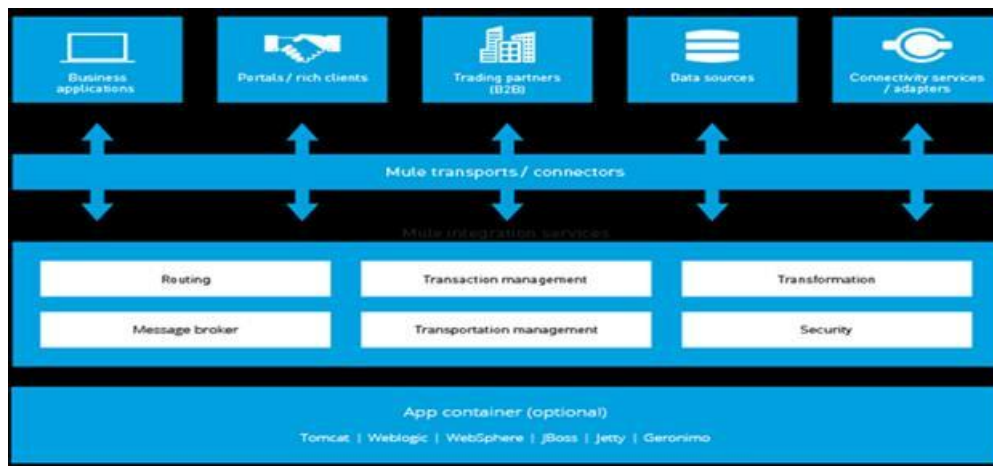 Business
applications
Portals / rich clients
Trading partners
(B2B)
Data sources
Connectivity services
/ adapters
Mule transports / connectors
Mule integration services
Routing
Transaction management
Transformation
Message broker
Transportation management
Security
App container (optional)
Tomcat | Weblogic | WebSphere | JBoss | Jetty | Geronimo